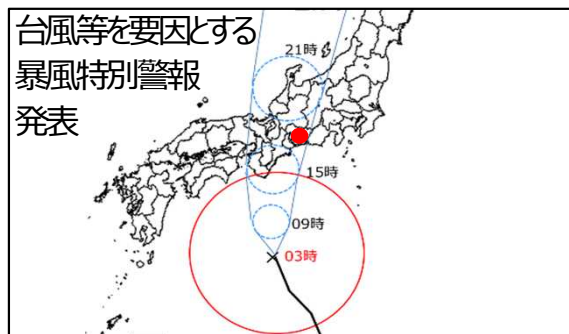 台風等を要因とする
暴風特別警報
発表
21時
15時
09時
03時